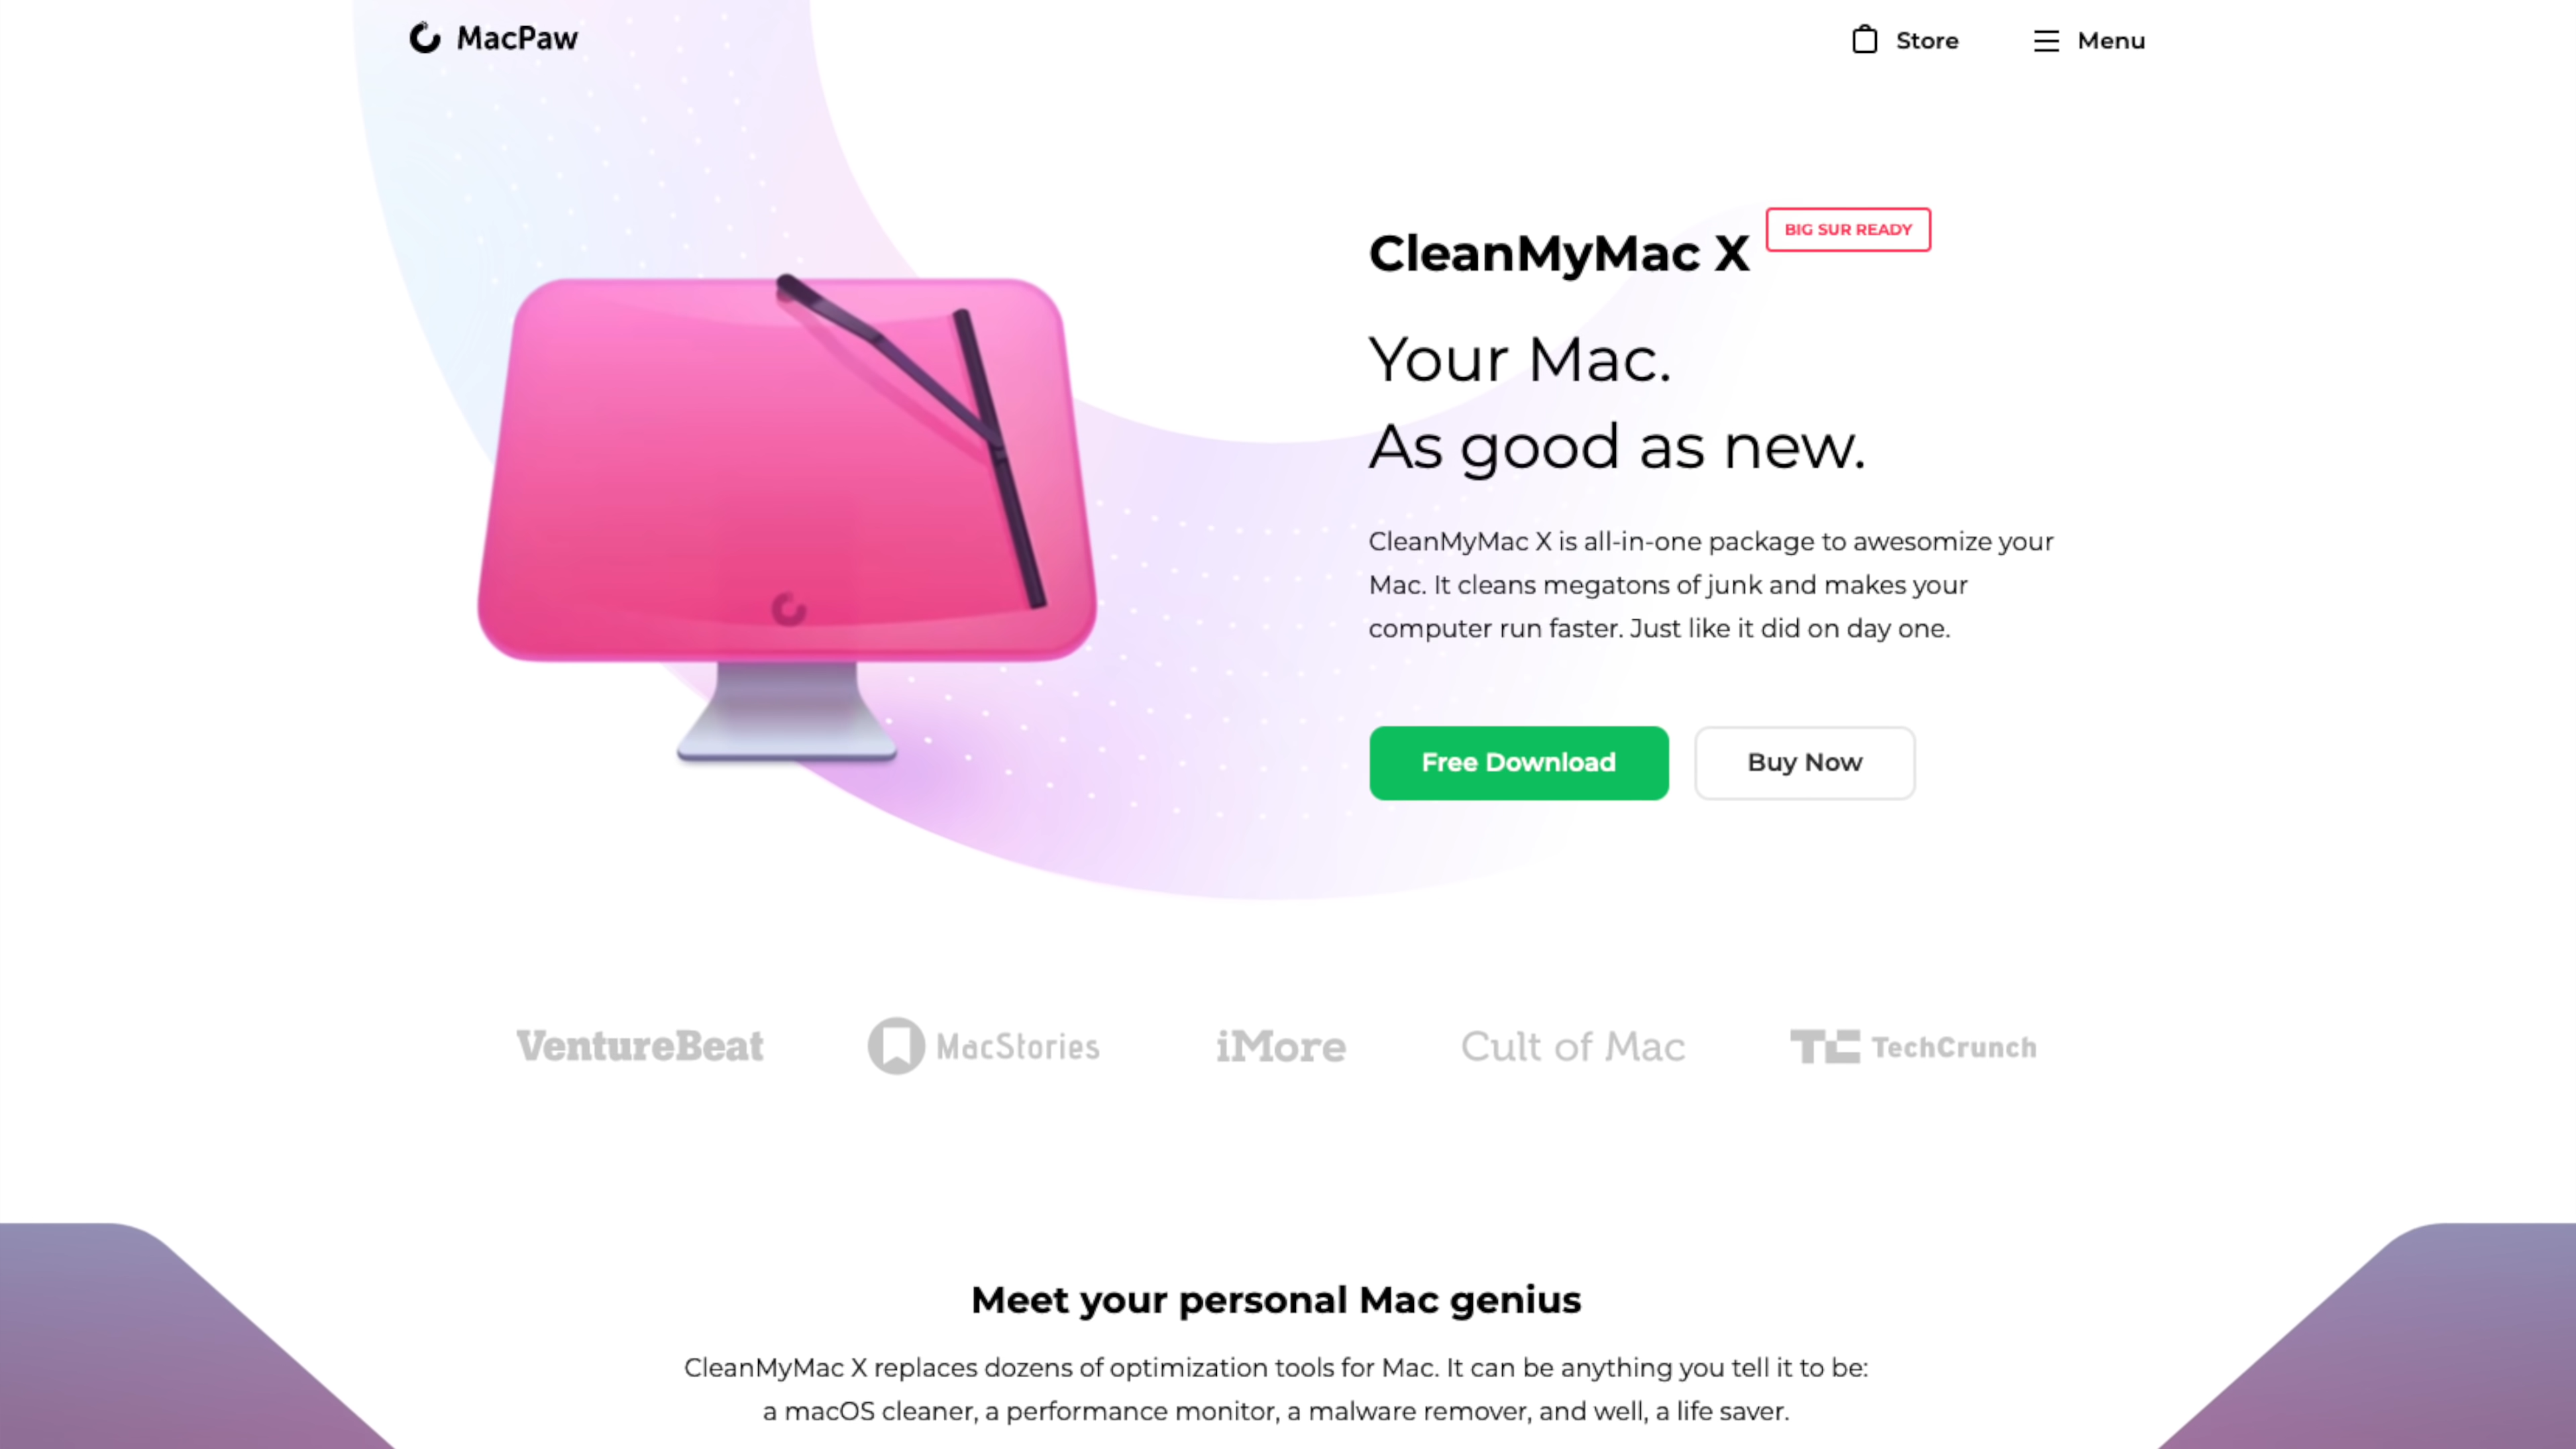 MacPaw
Store
Menu
CleanMyMac X
BIG SUR READY
Your Mac.
As good as new.
CleanMyMac X is all-in-one package to awesomize your
Mac. It cleans megatons of junk and makes your
computer run faster. Just like it did on day one.
Free Download
Buy Now
VentureBeat
MacStories
iMore
Cult of Mac
TC TechCrunch
Meet your personal Mac genius
CleanMyMac X replaces dozens of optimization tools for Mac. It can be anything you tell it to be:
a macOS cleaner, a performance monitor, a malware remover, and well, a life saver.